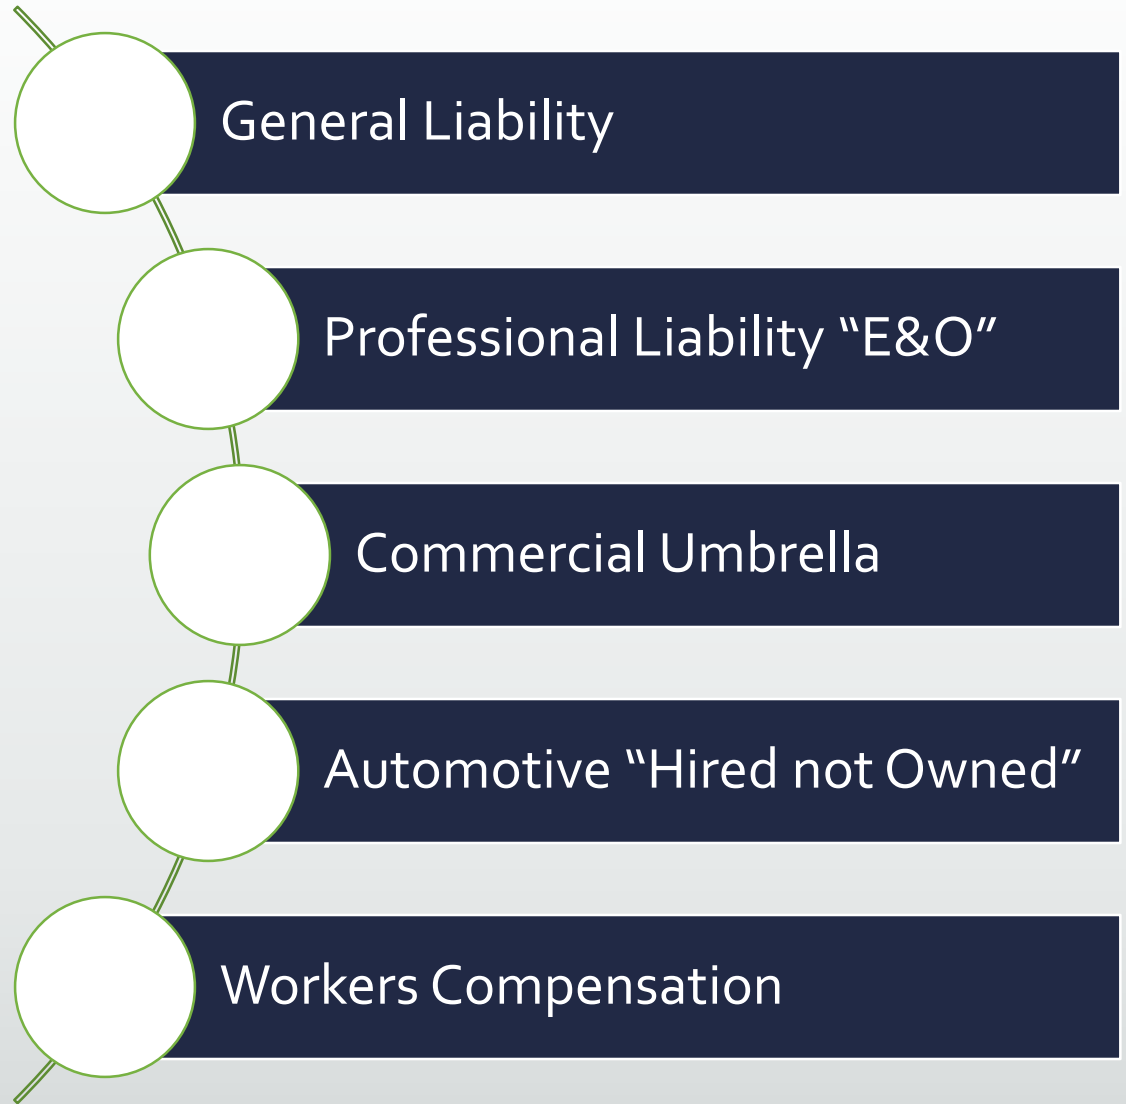 General Liability
Professional Liability “E&O”
Commercial Umbrella
Automotive “Hired not Owned”
Workers Compensation